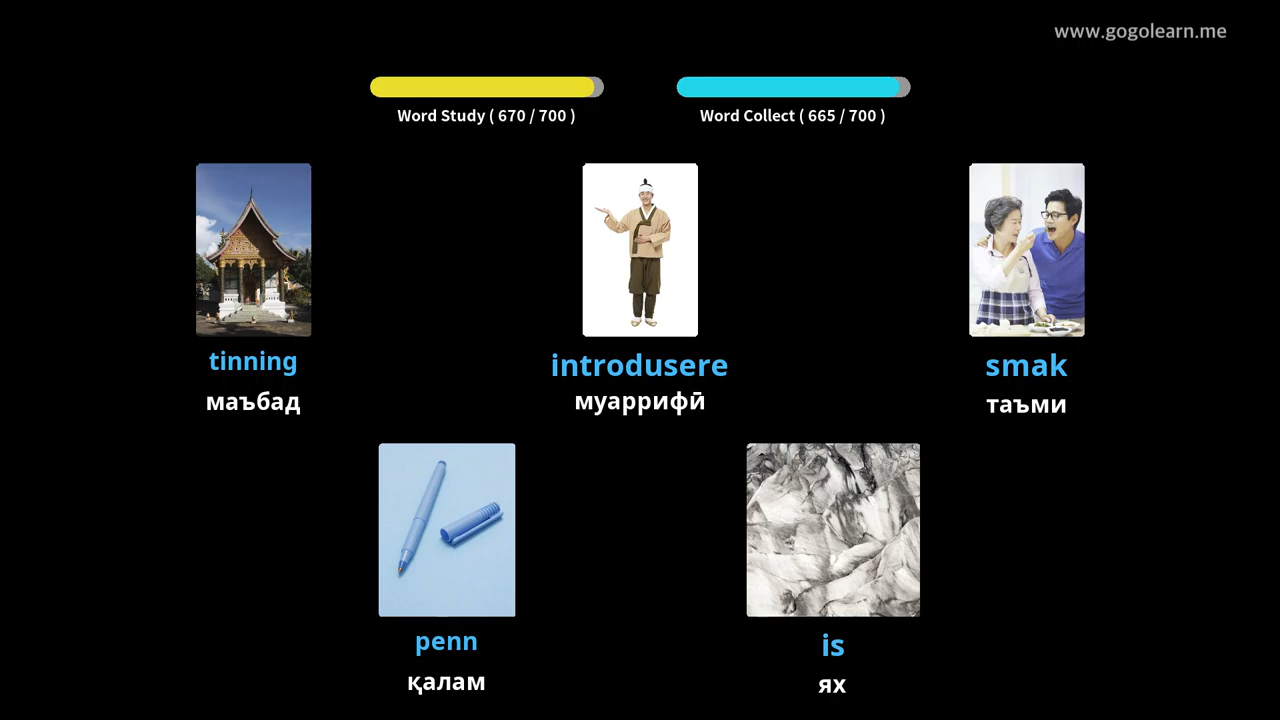 www.gogolearn.me
Word Study ( 670 / 700 )
Word Collect ( 665 / 700 )
tinning
маъбад
introdusere
муаррифӣ
smak
таъми
penn
қалам
is
ях